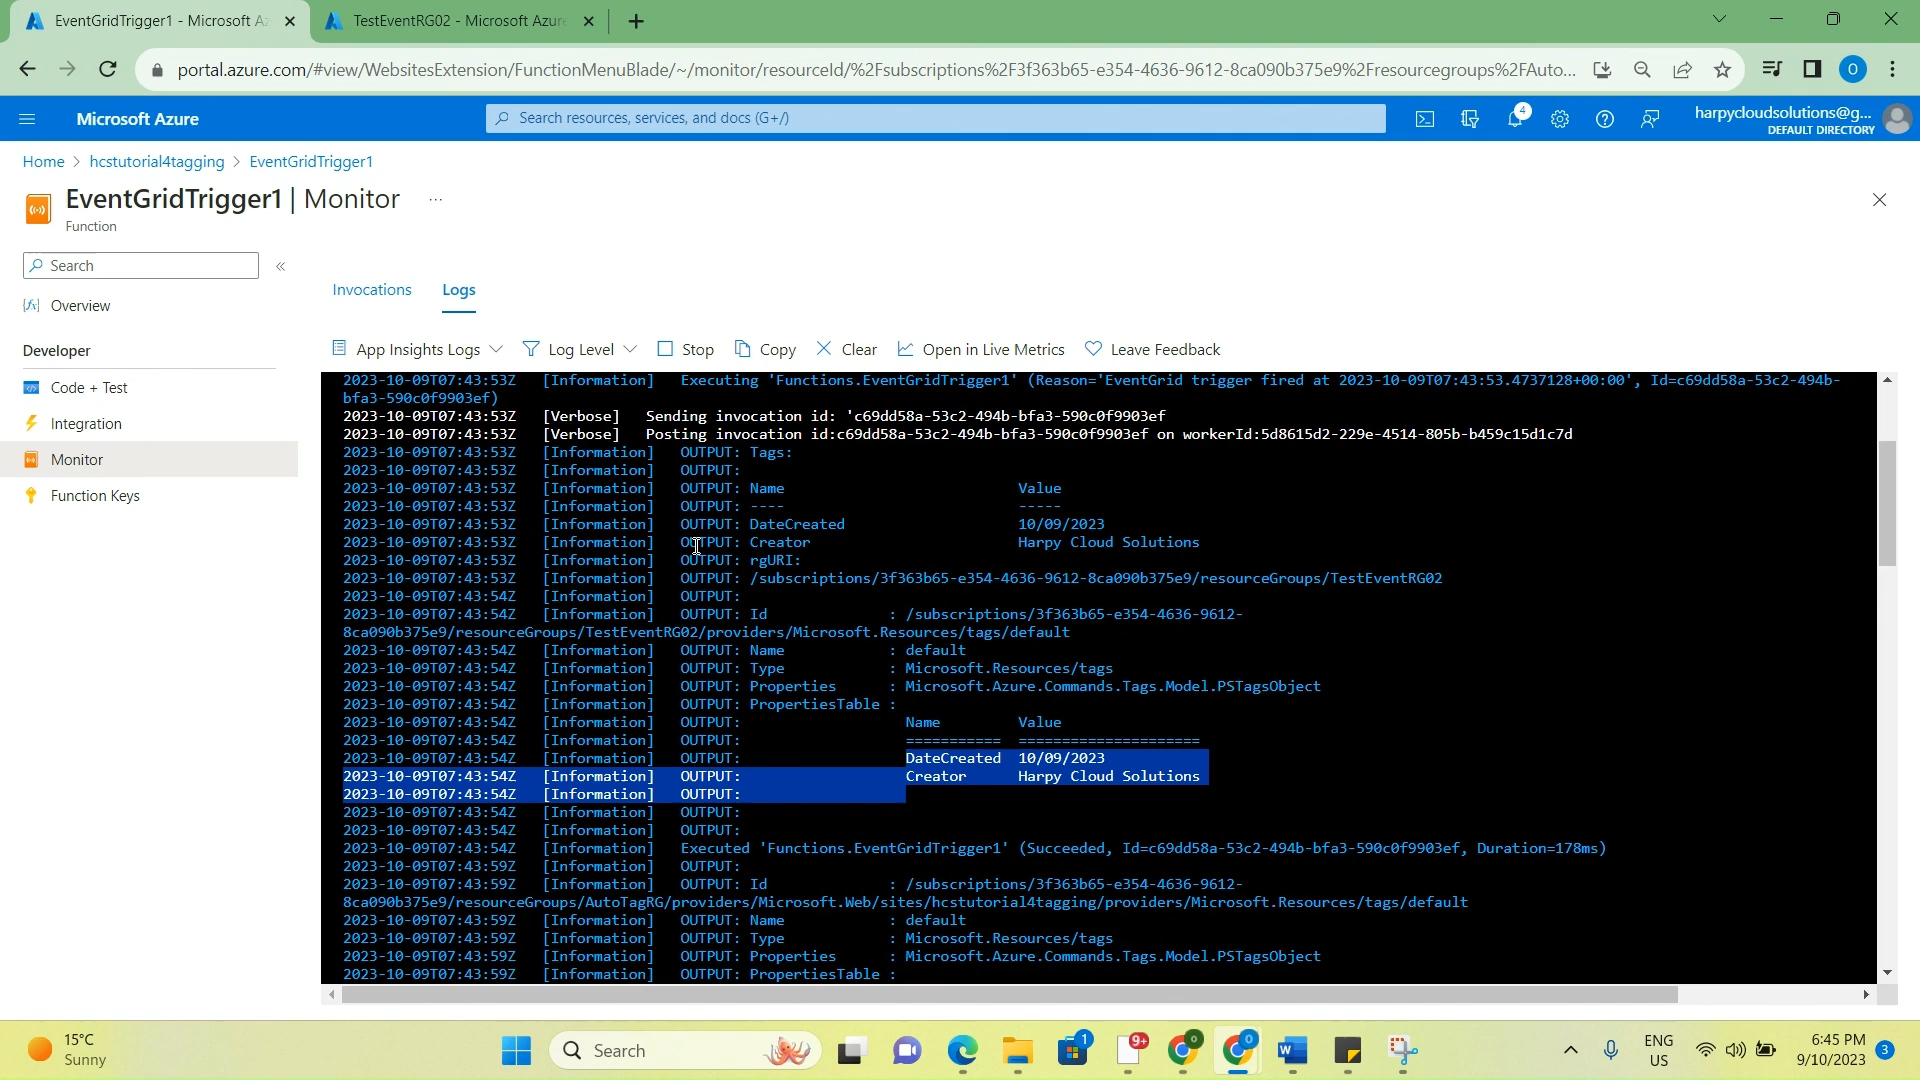 EventGridTrigger1 - Microsoft Az
TestEventRG02 - Microsoft Azure
portal.azure.com/#view/WebsitesExtension/FunctionMenuBlade/~/monitor/resourceId/%2Fsubscriptions%2F3f363b65-e354-4636-9612-8ca090b375e9%2Fresourcegroups%2FAuto...
O
Microsoft Azure
Search resources, services, and docs (G+/)
4
harpycloudsolutions@g...
DEFAULT DIRECTORY
Home > hcstutorial4tagging > EventGridTrigger1
EventGridTrigger1 | Monitor ...
Function
Search
«
Overview
Developer
Code + Test
Integration
Monitor
Function Keys
Invocations Logs
App Insights Logs Log Level Stop Copy Clear Open in Live Metrics Leave Feedback
2023-10-09T07:43:53Z [Information] Executing 'Functions.EventGridTrigger1' (Reason='EventGrid trigger fired at 2023-10-09T07:43:53.4737128+00:00', Id=c69dd58a-53c2-494b-
bfa3-590c0f9903ef)
2023-10-09T07:43:53Z [Verbose] Sending invocation id: 'c69dd58a-53c2-494b-bfa3-590c0f9903ef
2023-10-09T07:43:53Z [Verbose] Posting invocation id:c69dd58a-53c2-494b-bfa3-590c0f9903ef on workerId:5d8615d2-229e-4514-805b-b459c15d1c7d
2023-10-09T07:43:53Z [Information] OUTPUT: Tags:
2023-10-09T07:43:53Z [Information] OUTPUT:
2023-10-09T07:43:53Z [Information] OUTPUT: Name Value
2023-10-09T07:43:53Z [Information] OUTPUT: ---- -----
2023-10-09T07:43:53Z [Information] OUTPUT: DateCreated 10/09/2023
2023-10-09T07:43:53Z [Information] OUTPUT: Creator Harpy Cloud Solutions
2023-10-09T07:43:53Z [Information] OUTPUT: rgURI:
2023-10-09T07:43:53Z [Information] OUTPUT: /subscriptions/3f363b65-e354-4636-9612-8ca090b375e9/resourceGroups/TestEventRG02
2023-10-09T07:43:54Z [Information] OUTPUT:
2023-10-09T07:43:54Z [Information] OUTPUT: Id : /subscriptions/3f363b65-e354-4636-9612-
8ca090b375e9/resourceGroups/TestEventRG02/providers/Microsoft.Resources/tags/default
2023-10-09T07:43:54Z [Information] OUTPUT: Name : default
2023-10-09T07:43:54Z [Information] OUTPUT: Type : Microsoft.Resources/tags
2023-10-09T07:43:54Z [Information] OUTPUT: Properties : Microsoft.Azure.Commands.Tags.Model.PSTagsObject
2023-10-09T07:43:54Z [Information] OUTPUT: PropertiesTable :
2023-10-09T07:43:54Z [Information] OUTPUT: Name Value
2023-10-09T07:43:54Z [Information] OUTPUT: =========== =====================
2023-10-09T07:43:54Z [Information] OUTPUT: DateCreated 10/09/2023
2023-10-09T07:43:54Z [Information] OUTPUT: Creator Harpy Cloud Solutions
2023-10-09T07:43:54Z [Information] OUTPUT:
2023-10-09T07:43:54Z [Information] OUTPUT:
2023-10-09T07:43:54Z [Information] OUTPUT:
2023-10-09T07:43:54Z [Information] Executed 'Functions.EventGridTrigger1' (Succeeded, Id=c69dd58a-53c2-494b-bfa3-590c0f9903ef, Duration=178ms)
2023-10-09T07:43:59Z [Information] OUTPUT:
2023-10-09T07:43:59Z [Information] OUTPUT: Id : /subscriptions/3f363b65-e354-4636-9612-
8ca090b375e9/resourceGroups/AutoTagRG/providers/Microsoft.Web/sites/hcstutorial4tagging/providers/Microsoft.Resources/tags/default
2023-10-09T07:43:59Z [Information] OUTPUT: Name : default
2023-10-09T07:43:59Z [Information] OUTPUT: Type : Microsoft.Resources/tags
2023-10-09T07:43:59Z [Information] OUTPUT: Properties : Microsoft.Azure.Commands.Tags.Model.PSTagsObject
2023-10-09T07:43:59Z [Information] OUTPUT: PropertiesTable :
15°C
Sunny
Search
1
9+
ENG
US
6:45 PM
9/10/2023
3